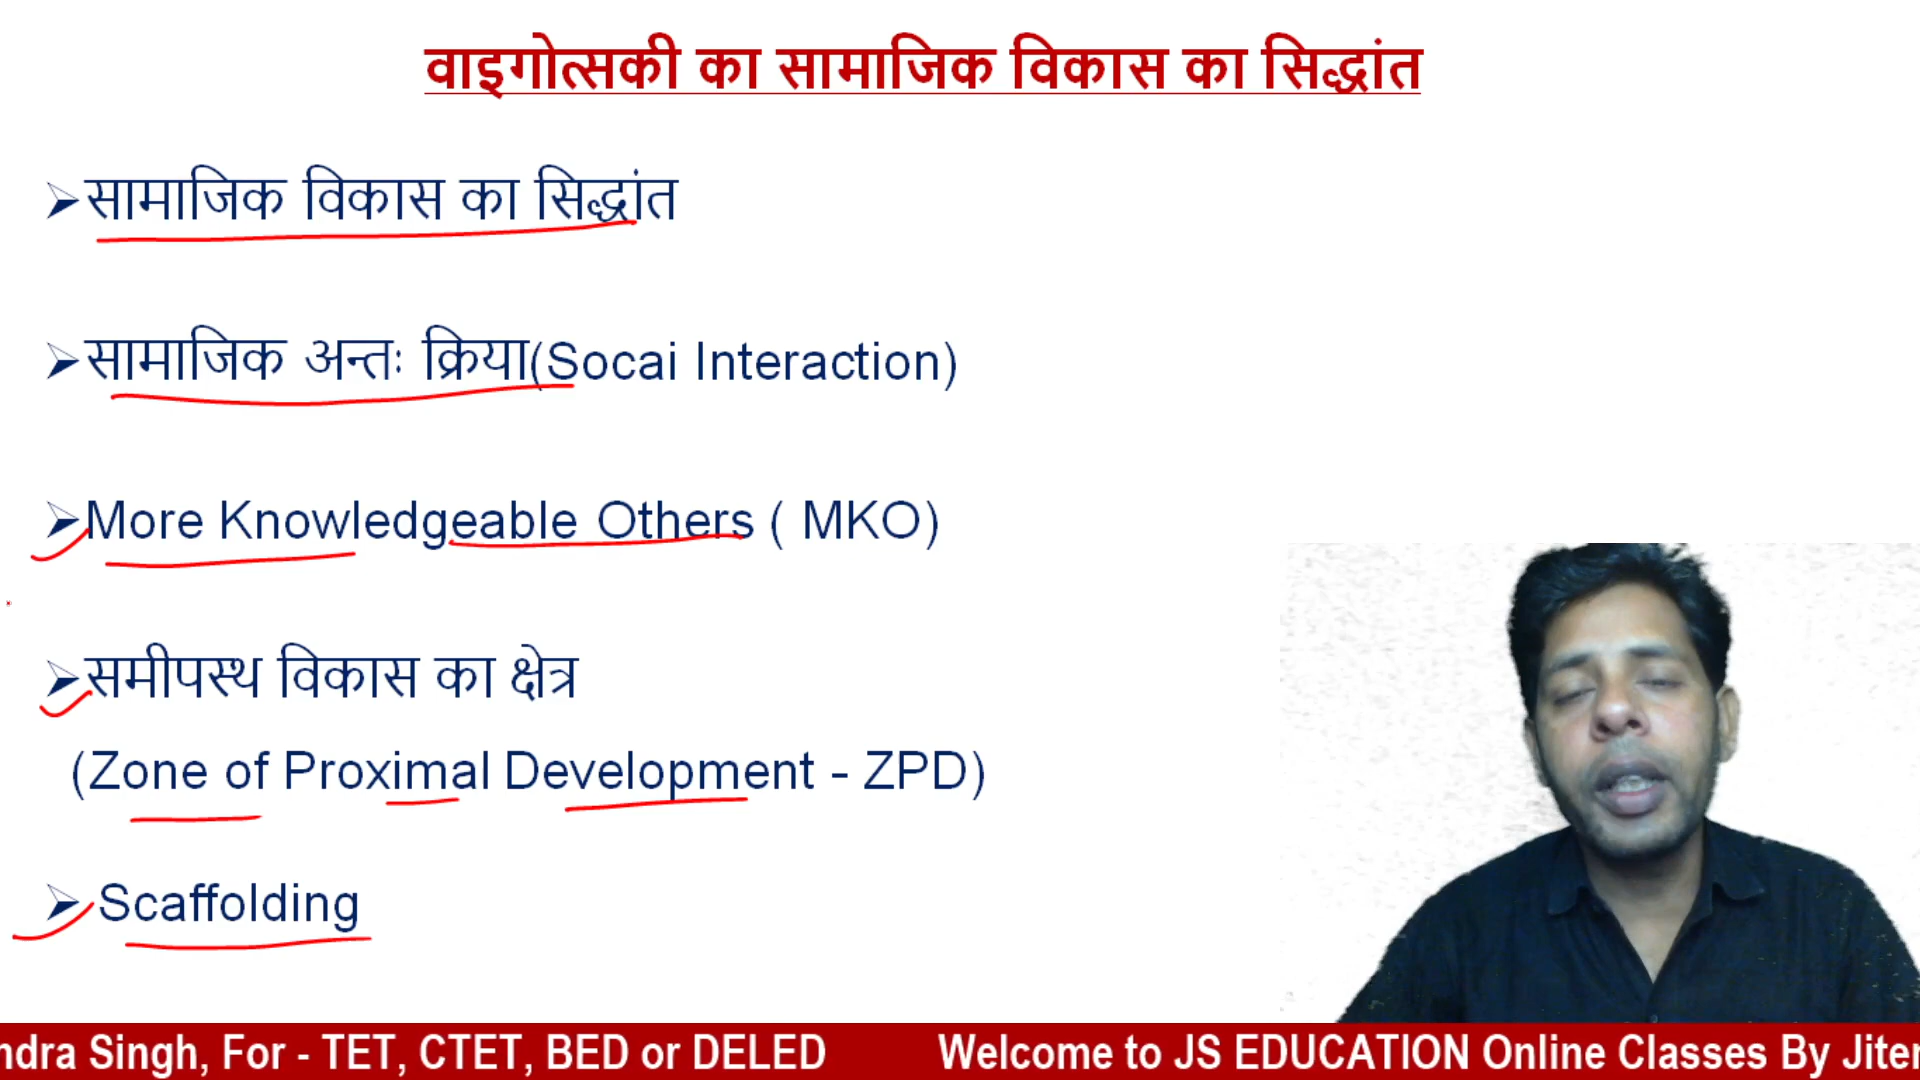 वाइगोत्सकी का सामाजिक विकास का सिद्धांत
➢सामाजिक विकास का सिद्धांत
➢सामाजिक अन्तः क्रिया(Socai Interaction)
➢More Knowledgeable Others ( MKO)
➢समीपस्थ विकास का क्षेत्र
(Zone of Proximal Development - ZPD)
➢ Scaffolding
ndra Singh, For - TET, CTET, BED or DELED Welcome to JS EDUCATION Online Classes By Jiten